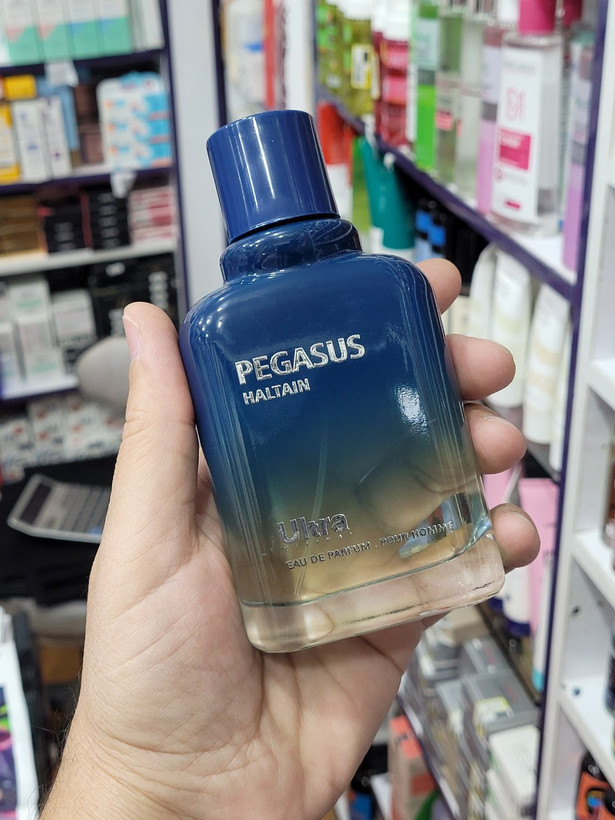 PEGASUS
HALTAIN
Ultra
EAU DE PARFUM . POUR HOMME